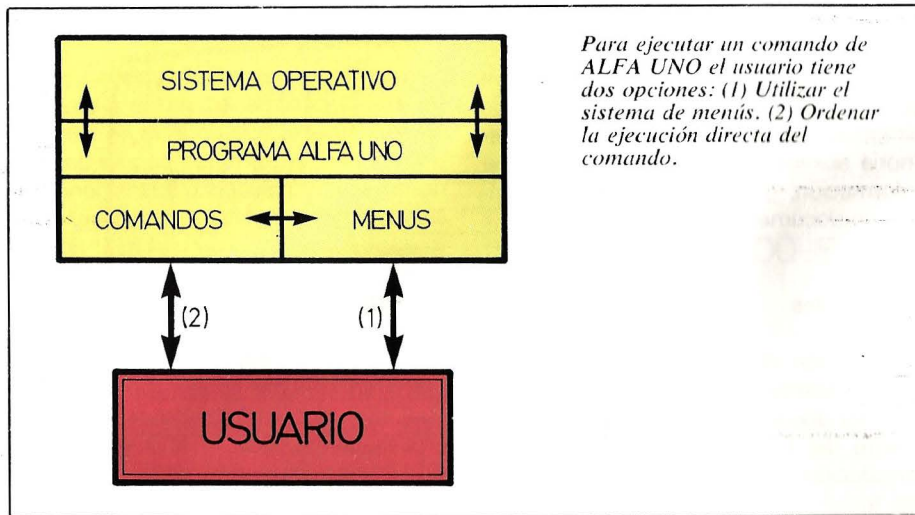 SISTEMA OPERATIVO
PROGRAMA ALFA UNO
COMANDOS
MENUS
(2)
(1)
USUARIO
Para ejecutar un comando de
ALFA UNO el usuario tiene
dos opciones: (1) Utilizar el
sistema de menús. (2) Ordenar
la ejecución directa del
comando.